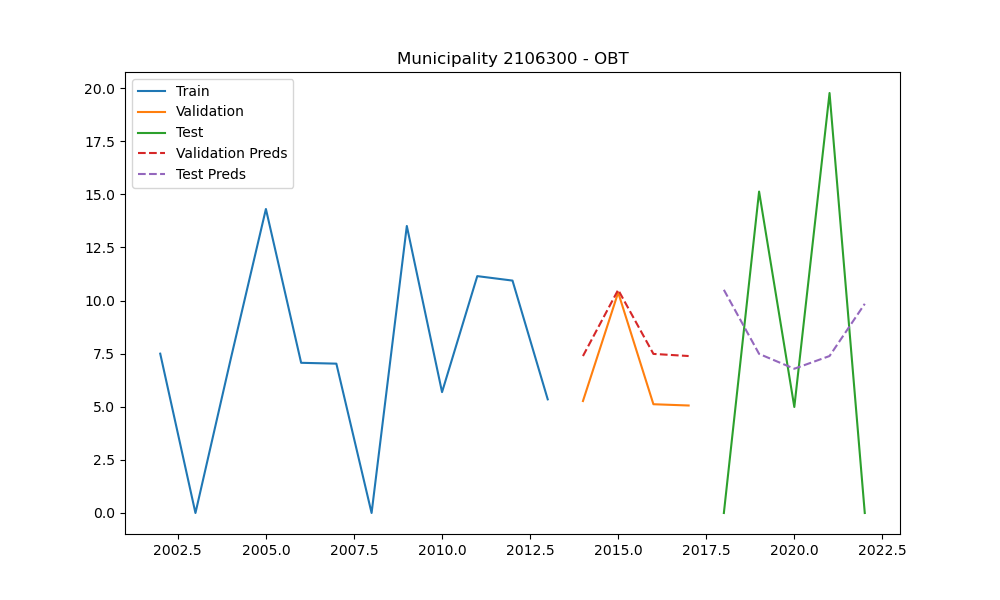 Municipality 2106300 - OBT
Train
Validation
Test
Validation Preds
Test Preds
20.0
17.5
15.0
12.5
10.0
7.5
5.0
2.5
0.0
2002.5 2005.0 2007.5 2010.0 2012.5 2015.0 2017.5 2020.0 2022.5